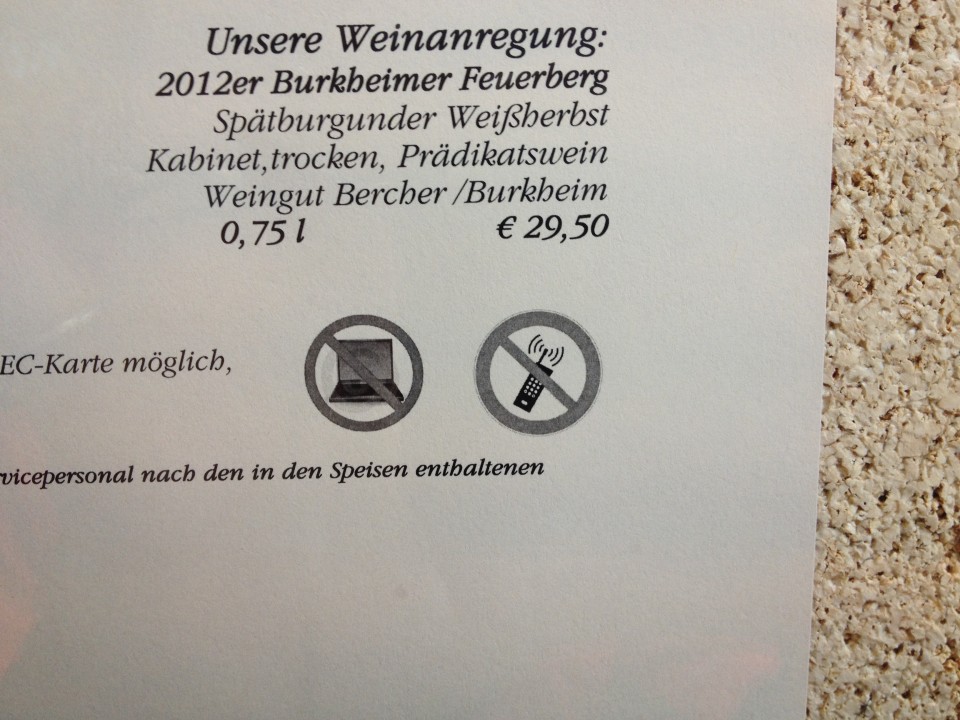 Unsere Weinanregung:
2012er Burkheimer Feuerberg
Spätburgunder Weißherbst
Kabinet,trocken, Prädikatswein
Weingut Bercher /Burkheim
0,75 l € 29,50
EC-Karte möglich,
nach den in den Speisen enthaltenen